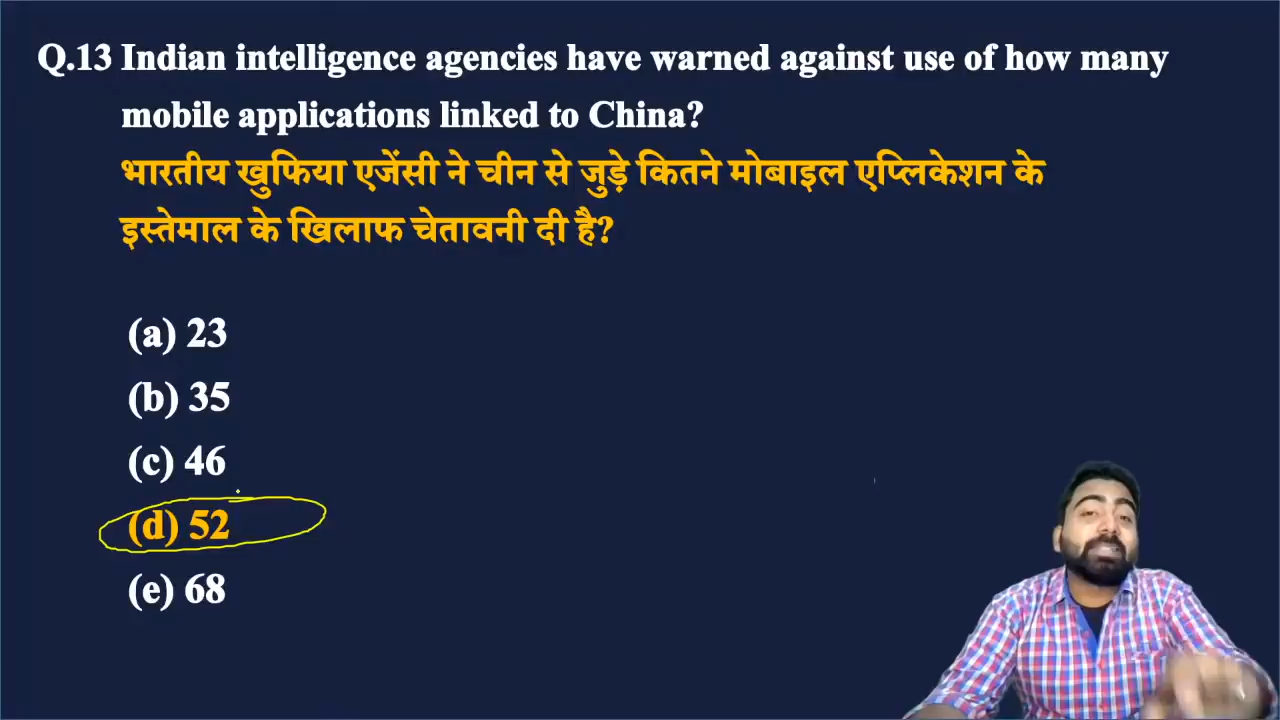 Q.13 Indian intelligence agencies have warned against use of how many
mobile applications linked to China?
भारतीय खुफिया एजेंसी ने चीन से जुड़े कितने मोबाइल एप्लिकेशन के
इस्तेमाल के खिलाफ चेतावनी दी है?
(a) 23
(b) 35
(c) 46
(d) 52
(e) 68